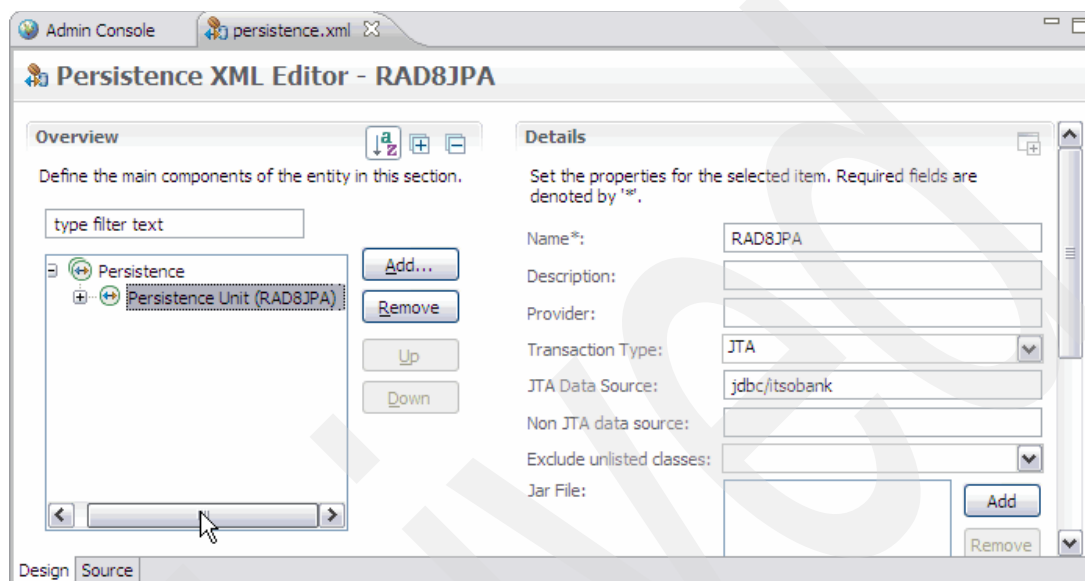 Admin Console
persistence.xml
Persistence XML Editor - RAD8JPA
Overview
Define the main components of the entity in this section.
type filter text
Persistence
Persistence Unit (RAD8JPA)
Add...
Remove
Up
Down
Details
Set the properties for the selected item. Required fields are
denoted by '*'.
Name*: RAD8JPA
Description:
Provider:
Transaction Type: JTA
JTA Data Source: jdbc/itsobank
Non JTA data source:
Exclude unlisted classes:
Jar File:
Add
Remove
Design Source